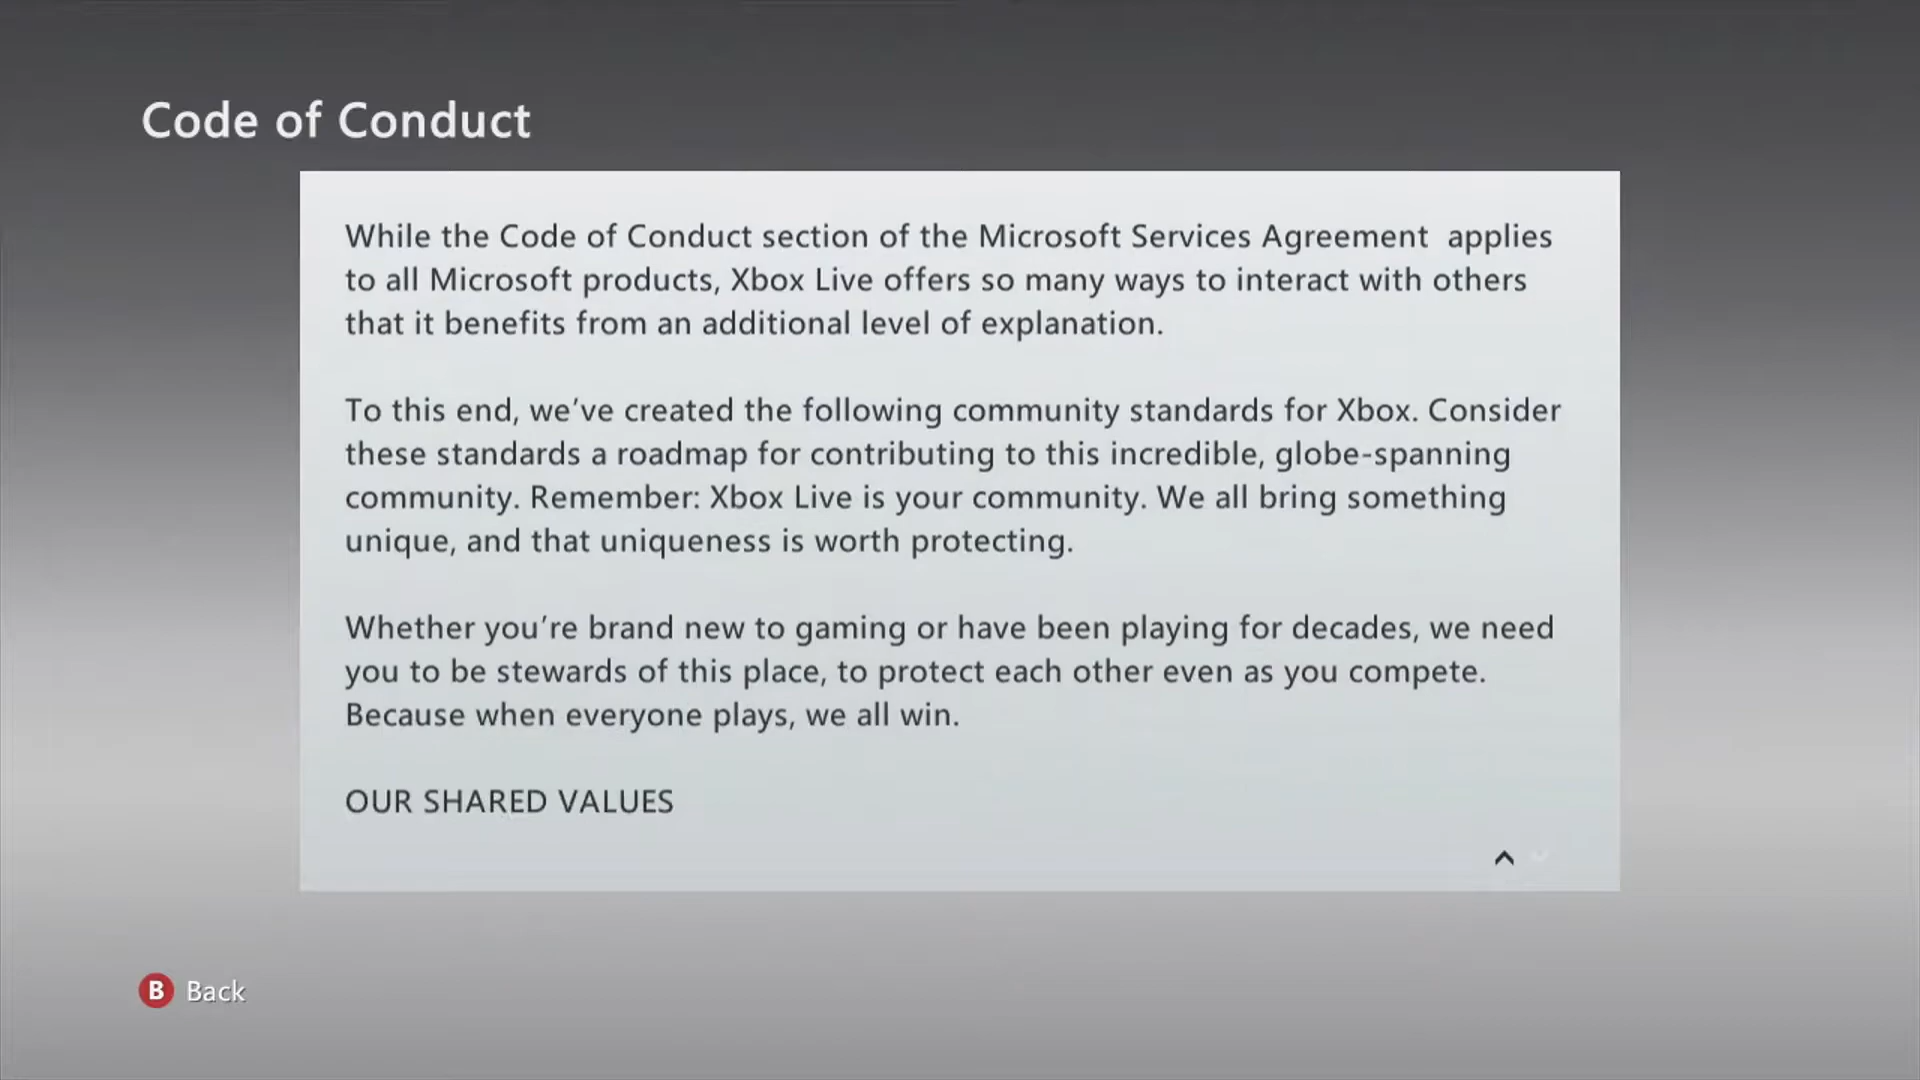 Code of Conduct
While the Code of Conduct section of the Microsoft Services Agreement  applies
to all Microsoft products, Xbox Live offers so many ways to interact with others
that it benefits from an additional level of explanation.
To this end, we’ve created the following community standards for Xbox. Consider
these standards a roadmap for contributing to this incredible, globe-spanning
community. Remember: Xbox Live is your community. We all bring something
unique, and that uniqueness is worth protecting.
Whether you’re brand new to gaming or have been playing for decades, we need
you to be stewards of this place, to protect each other even as you compete.
Because when everyone plays, we all win.
OUR SHARED VALUES
B Back